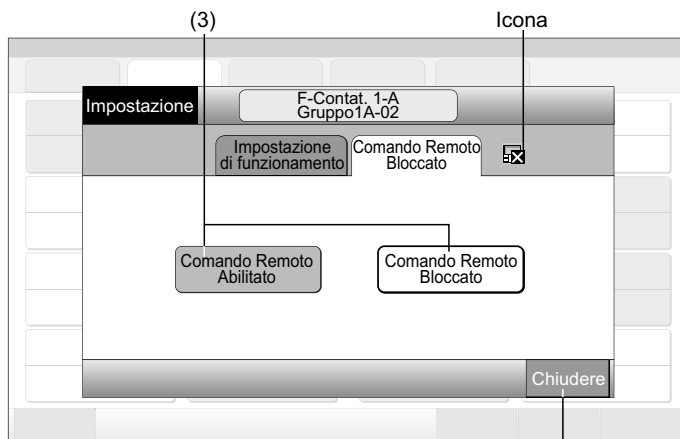 (3)
Icona
Impostazione
F-Contat. 1-A
Gruppo1A-02
Impostazione
di funzionamento
Comando Remoto
Bloccato
Comando Remoto
Abilitato
Comando Remoto
Bloccato
Chiudere